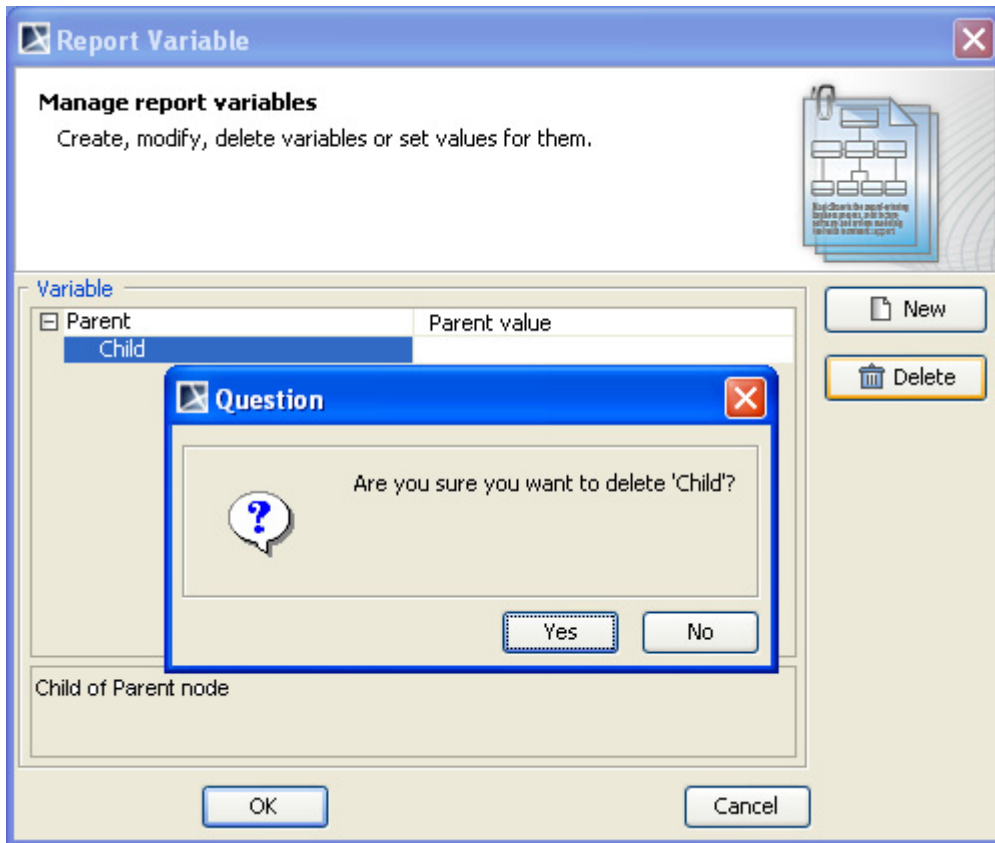 Report Variable
Manage report variables
Create, modify, delete variables or set values for them.
Variable
Parent
Parent value
Child
New
Delete
Question
Are you sure you want to delete 'Child'?
Yes
No
Child of Parent node
OK
Cancel